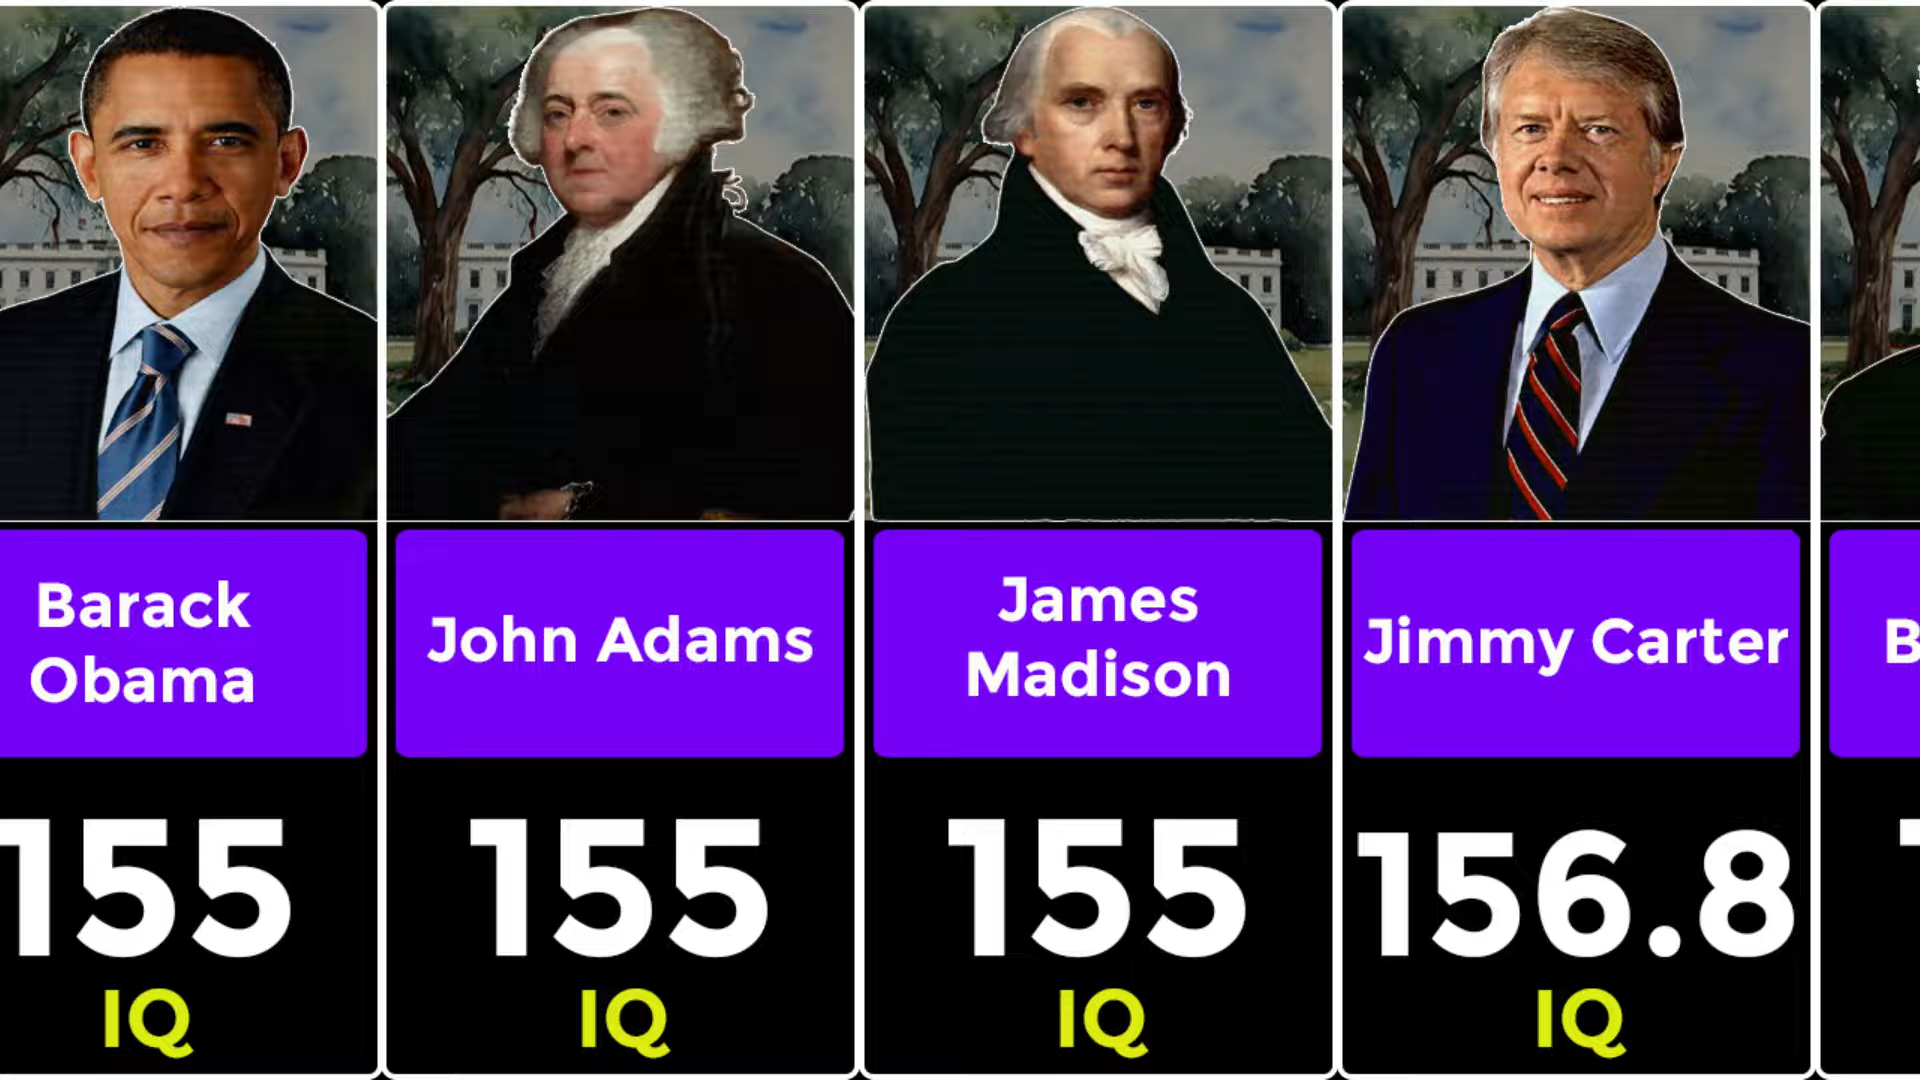 Barack
Obama
155
IQ
John Adams
155
IQ
James
Madison
155
IQ
Jimmy Carter
156.8
IQ
B